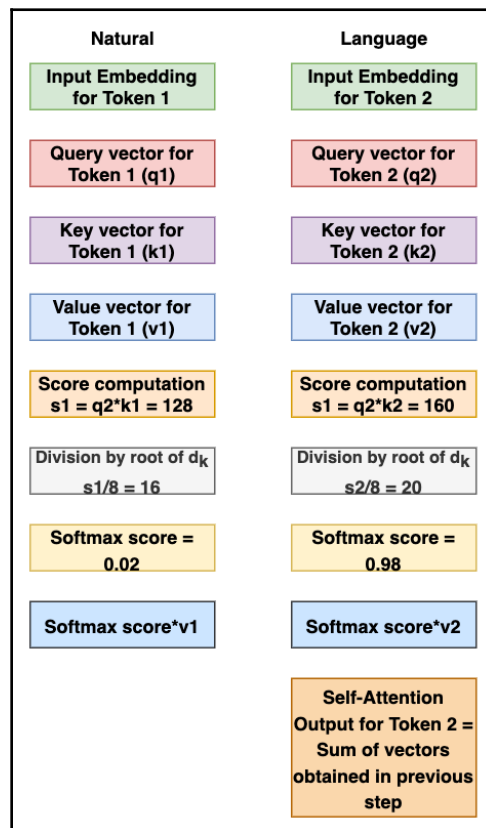 Natural
Language
Input Embedding
for Token 1
Input Embedding
for Token 2
Query vector for
Token 1 (q1)
Query vector for
Token 2 (q2)
Key vector for
Token 1 (k1)
Key vector for
Token 2 (k2)
Value vector for
Token 1 (v1)
Value vector for
Token 2 (v2)
Score computation
s1 = q2*k1 = 128
Score computation
s1 = q2*k2 = 160
Division by root of dk
s1/8 = 16
Division by root of dk
s2/8 = 20
Softmax score =
0.02
Softmax score =
0.98
Softmax score*v1
Softmax score*v2
Self-Attention
Output for Token 2 =
Sum of vectors
obtained in previous
step